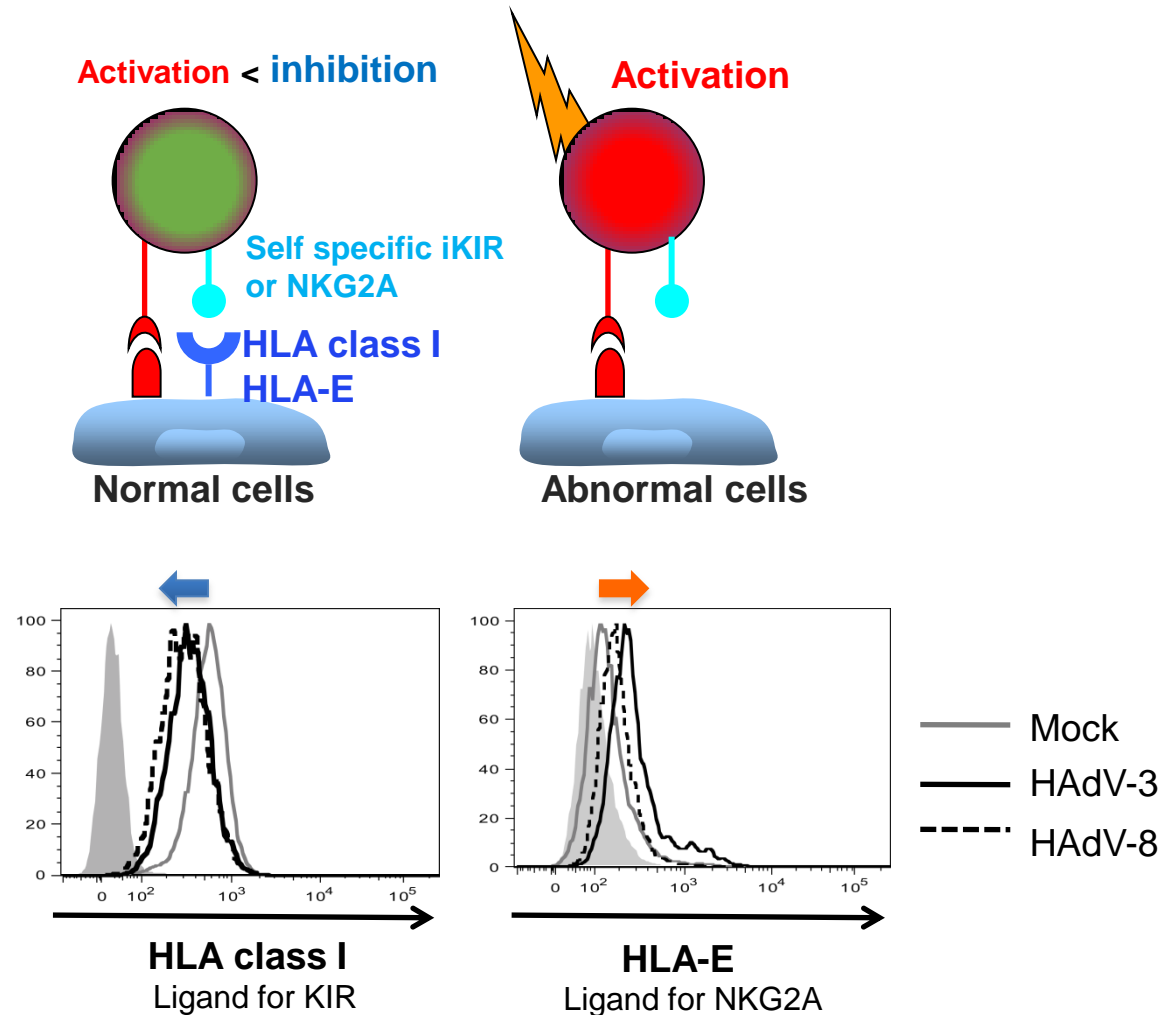 Activation < inhibition
Activation
Self specific iKIR
or NKG2A
HLA class I
HLA-E
Normal cells
Abnormal cells
100
80
60
40
20
0
0 10² 10³ 10⁴ 10⁵
HLA class I
Ligand for KIR
100
80
60
40
20
0
0 10² 10³ 10⁴ 10⁵
HLA-E
Ligand for NKG2A
Mock
HAdV-3
HAdV-8